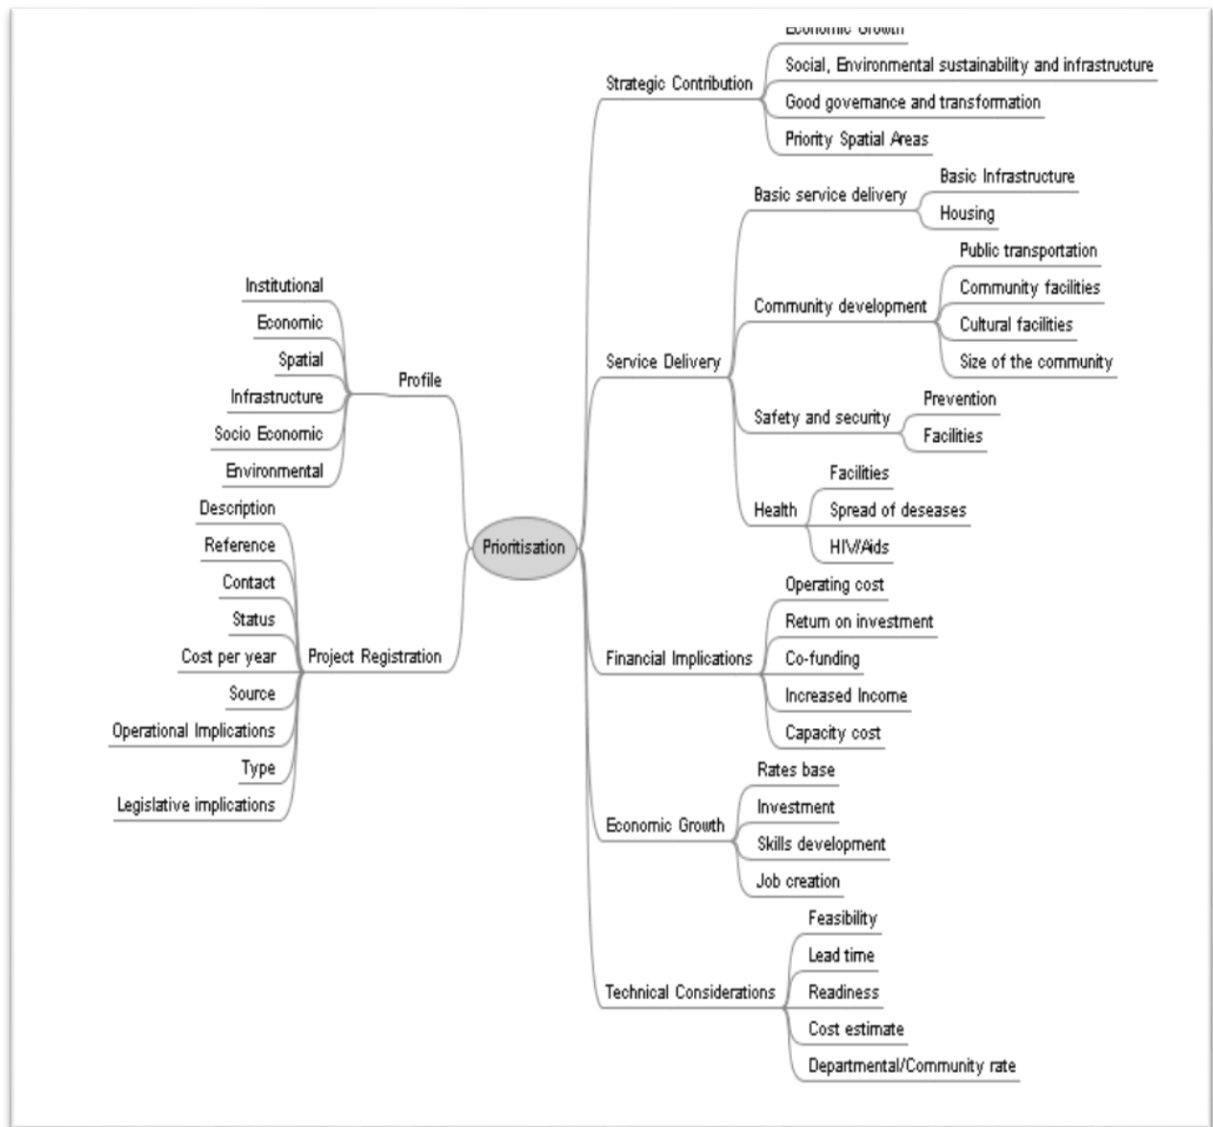 Economic Growth
Strategic Contribution
Social, Environmental sustainability and infrastructure
Good governance and transformation
Priority Spatial Areas
Service Delivery
Basic service delivery
Basic Infrastructure
Housing
Community development
Public transportation
Community facilities
Cultural facilities
Size of the community
Safety and security
Prevention
Facilities
Health
Facilities
Spread of deseases
HIV/Aids
Financial Implications
Operating cost
Return on investment
Co-funding
Increased Income
Capacity cost
Economic Growth
Rates base
Investment
Skills development
Job creation
Technical Considerations
Feasibility
Lead time
Readiness
Cost estimate
Departmental/Community rate
Prioritisation
Profile
Institutional
Economic
Spatial
Infrastructure
Socio Economic
Environmental
Project Registration
Description
Reference
Contact
Status
Cost per year
Source
Operational Implications
Type
Legislative implications